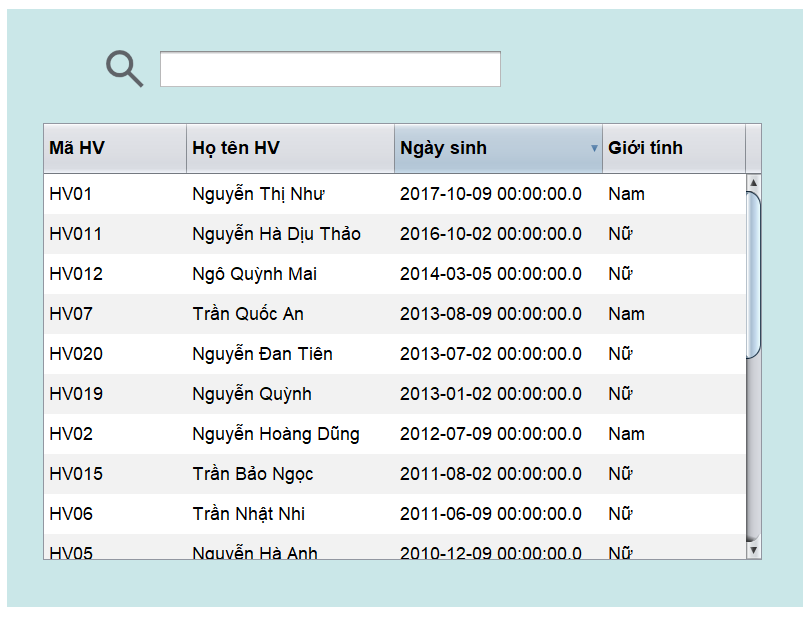 Mã HV Họ tên HV Ngày sinh Giới tính
HV01 Nguyễn Thị Như 2017-10-09 00:00:00.0 Nam
HV011 Nguyễn Hà Dịu Thảo 2016-10-02 00:00:00.0 Nữ
HV012 Ngô Quỳnh Mai 2014-03-05 00:00:00.0 Nữ
HV07 Trần Quốc An 2013-08-09 00:00:00.0 Nam
HV020 Nguyễn Đan Tiên 2013-07-02 00:00:00.0 Nữ
HV019 Nguyễn Quỳnh 2013-01-02 00:00:00.0 Nữ
HV02 Nguyễn Hoàng Dũng 2012-07-09 00:00:00.0 Nam
HV015 Trần Bảo Ngọc 2011-08-02 00:00:00.0 Nữ
HV06 Trần Nhật Nhi 2011-06-09 00:00:00.0 Nữ
HV05 Nguyễn Hà Anh 2010-12-09 00:00:00.0 Nữ